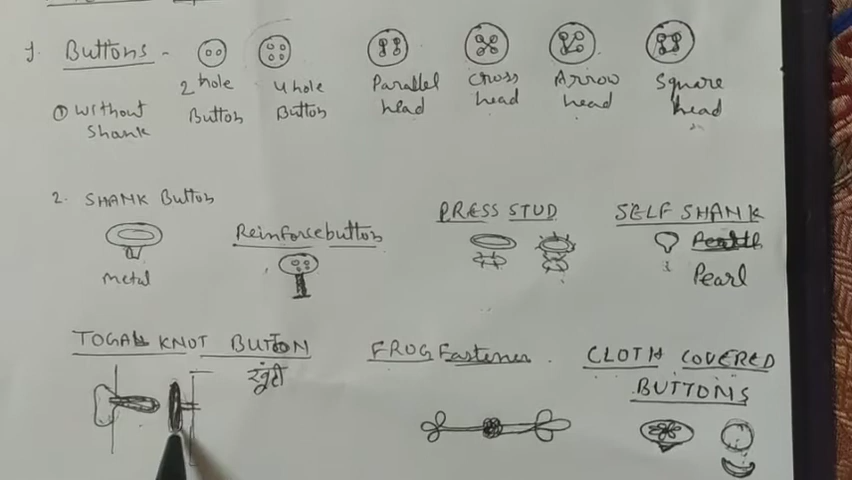 1. Buttons -
2 hole Button
4 hole Button
Parallel head
Cross head
Arrow head
Square head
① Without Shank
2. SHANK Button
metal
Reinforsebuttons
PRESS STUD
SELF SHANK
Pearl
TOGAL KNOT BUTTON
खुंटी
FROG Fastener.
CLOTH COVERED BUTTONS